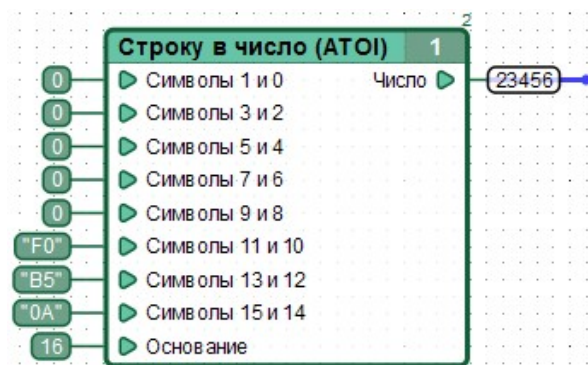 2
Строку в число (ATOI) 1
0 Символы 1 и 0 Число 23456
0 Символы 3 и 2
0 Символы 5 и 4
0 Символы 7 и 6
0 Символы 9 и 8
"F0" Символы 11 и 10
"B5" Символы 13 и 12
"0A" Символы 15 и 14
16 Основание